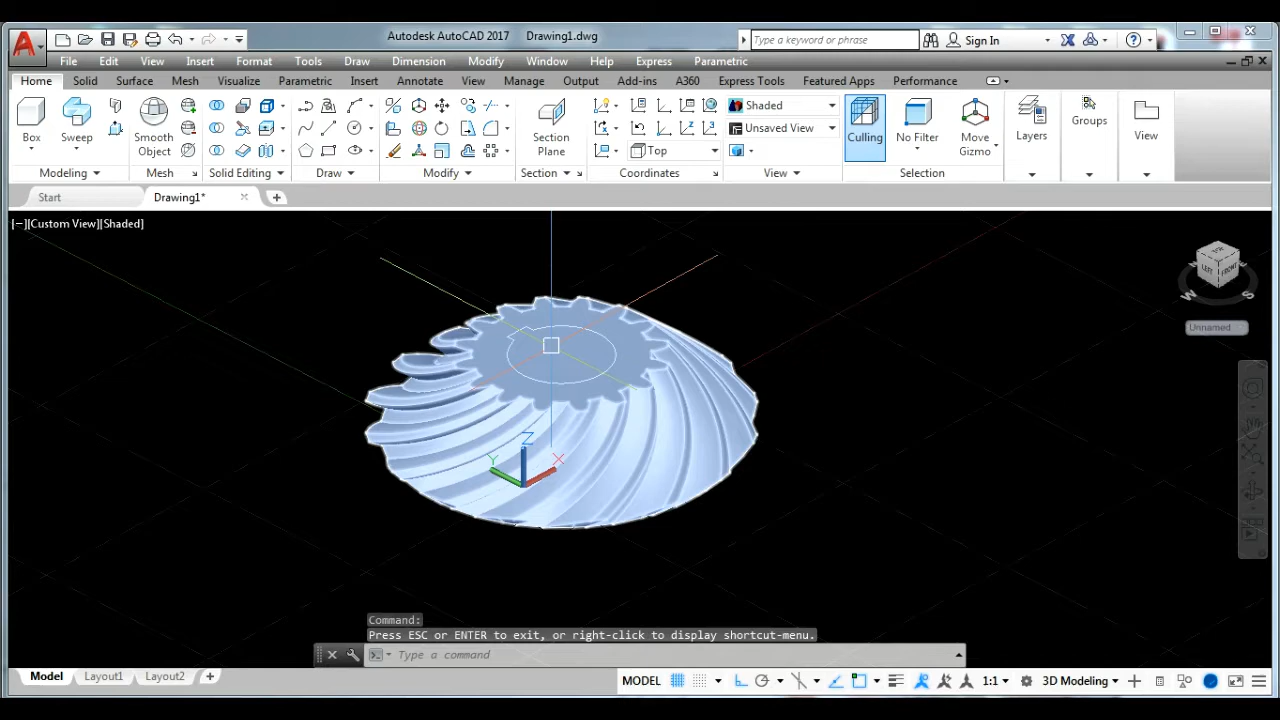 Autodesk AutoCAD 2017 Drawing1.dwg
Type a keyword or phrase
Sign In
File Edit View Insert Format Tools Draw Dimension Modify Window Help Express Parametric
Home Solid Surface Mesh Visualize Parametric Insert Annotate View Manage Output Add-ins A360 Express Tools Featured Apps Performance
Box Sweep Smooth Object Section Plane Shaded Unsaved View Top Culling No Filter Move Gizmo Layers Groups View
Modeling Mesh Solid Editing Draw Modify Section Coordinates View Selection
Start Drawing1*
[−][Custom View][Shaded]
TOP
LEFT FRONT
W S
Unnamed
Z
Y X
Command:
Press ESC or ENTER to exit, or right-click to display shortcut-menu.
Type a command
Model Layout1 Layout2
MODEL 1:1 3D Modeling